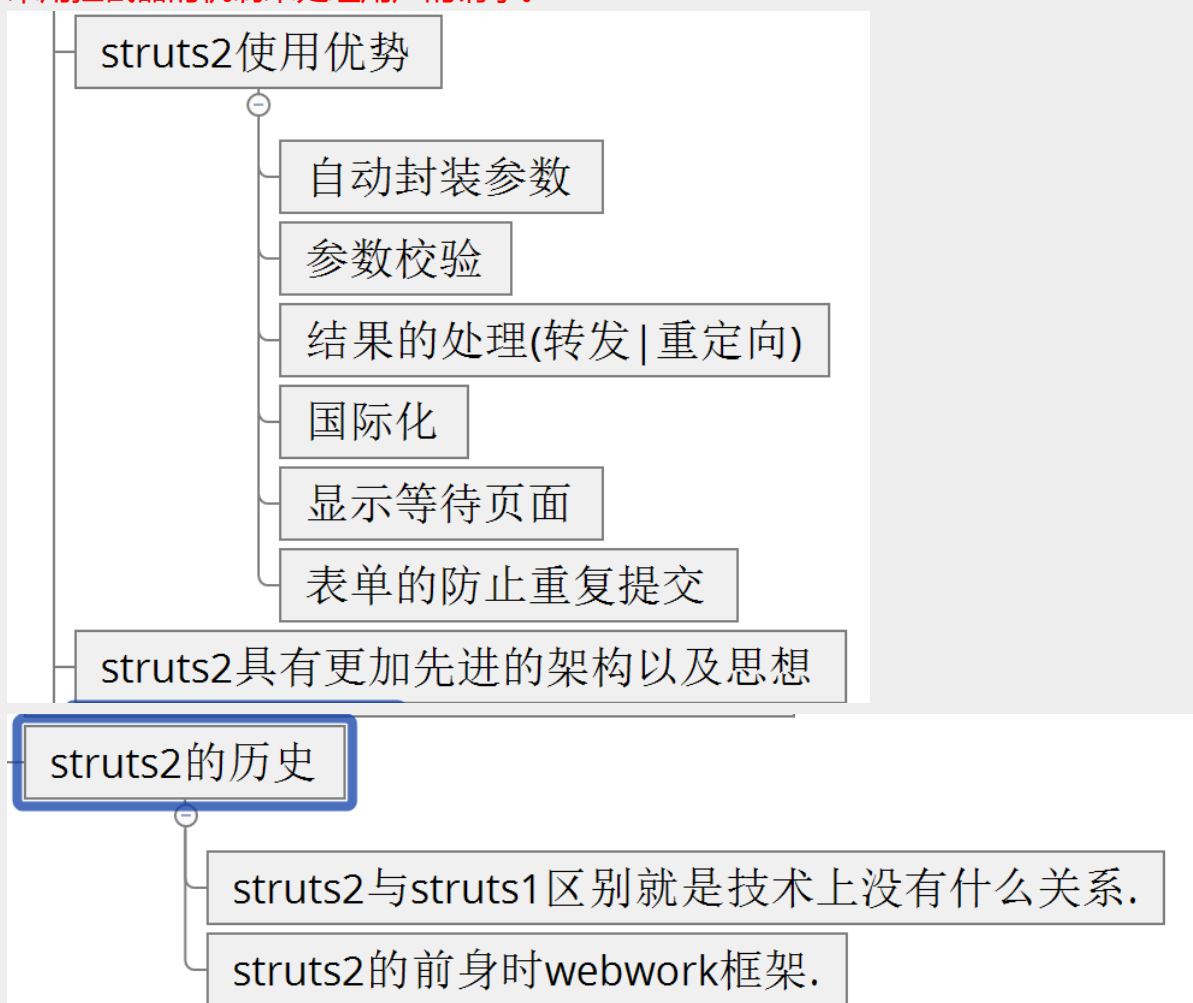 struts2使用优势
自动封装参数
参数校验
结果的处理(转发|重定向)
国际化
显示等待页面
表单的防止重复提交
struts2具有更加先进的架构以及思想
struts2的历史
struts2与struts1区别就是技术上没有什么关系.
struts2的前身时webwork框架.